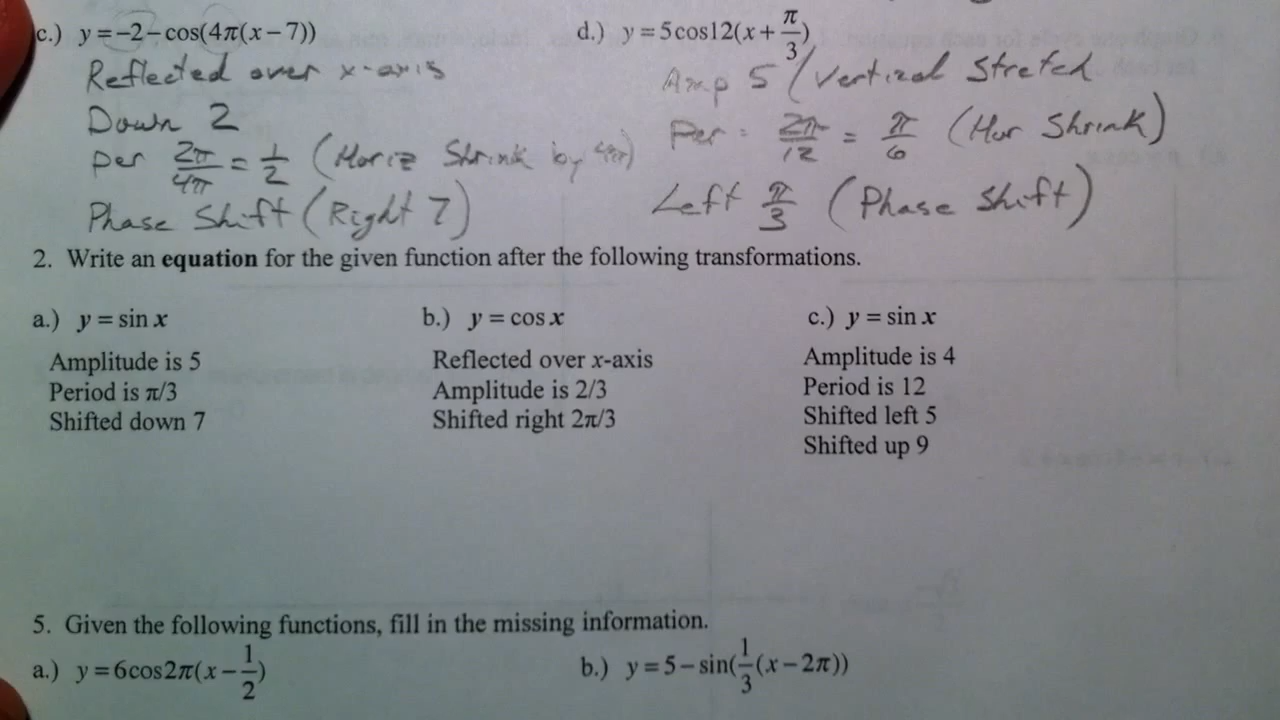 c.) y = −2 − cos(4π(x − 7))
Reflected over x-axis
Down 2
Per 2π/4π = 1/2 (Horiz Shrink by 4π)
Phase Shift (Right 7)
d.) y = 5cos12(x + π/3)
Amp 5 / Vertical Stretch
Per = 2π/12 = π/6 (Hor Shrink)
Left π/3 (Phase Shift)
2. Write an equation for the given function after the following transformations.
a.) y = sin x
Amplitude is 5
Period is π/3
Shifted down 7
b.) y = cos x
Reflected over x-axis
Amplitude is 2/3
Shifted right 2π/3
c.) y = sin x
Amplitude is 4
Period is 12
Shifted left 5
Shifted up 9
5. Given the following functions, fill in the missing information.
a.) y = 6cos2π(x − 1/2)
b.) y = 5 − sin(1/3(x − 2π))